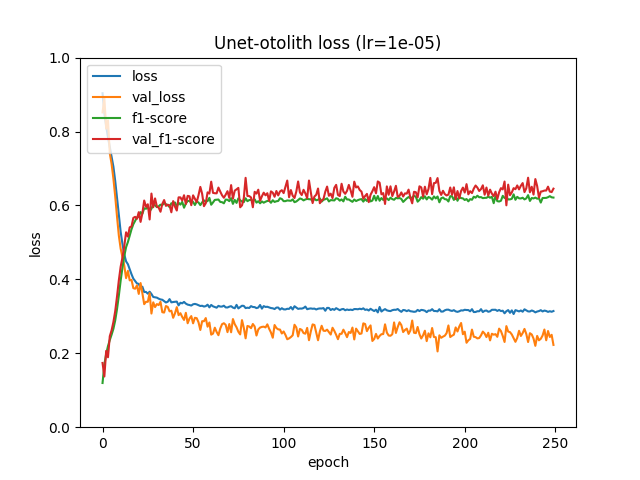 Unet-otolith loss (lr=1e-05)
loss
val_loss
f1-score
val_f1-score
1.0
0.8
0.6
0.4
0.2
0.0
loss
0 50 100 150 200 250
epoch